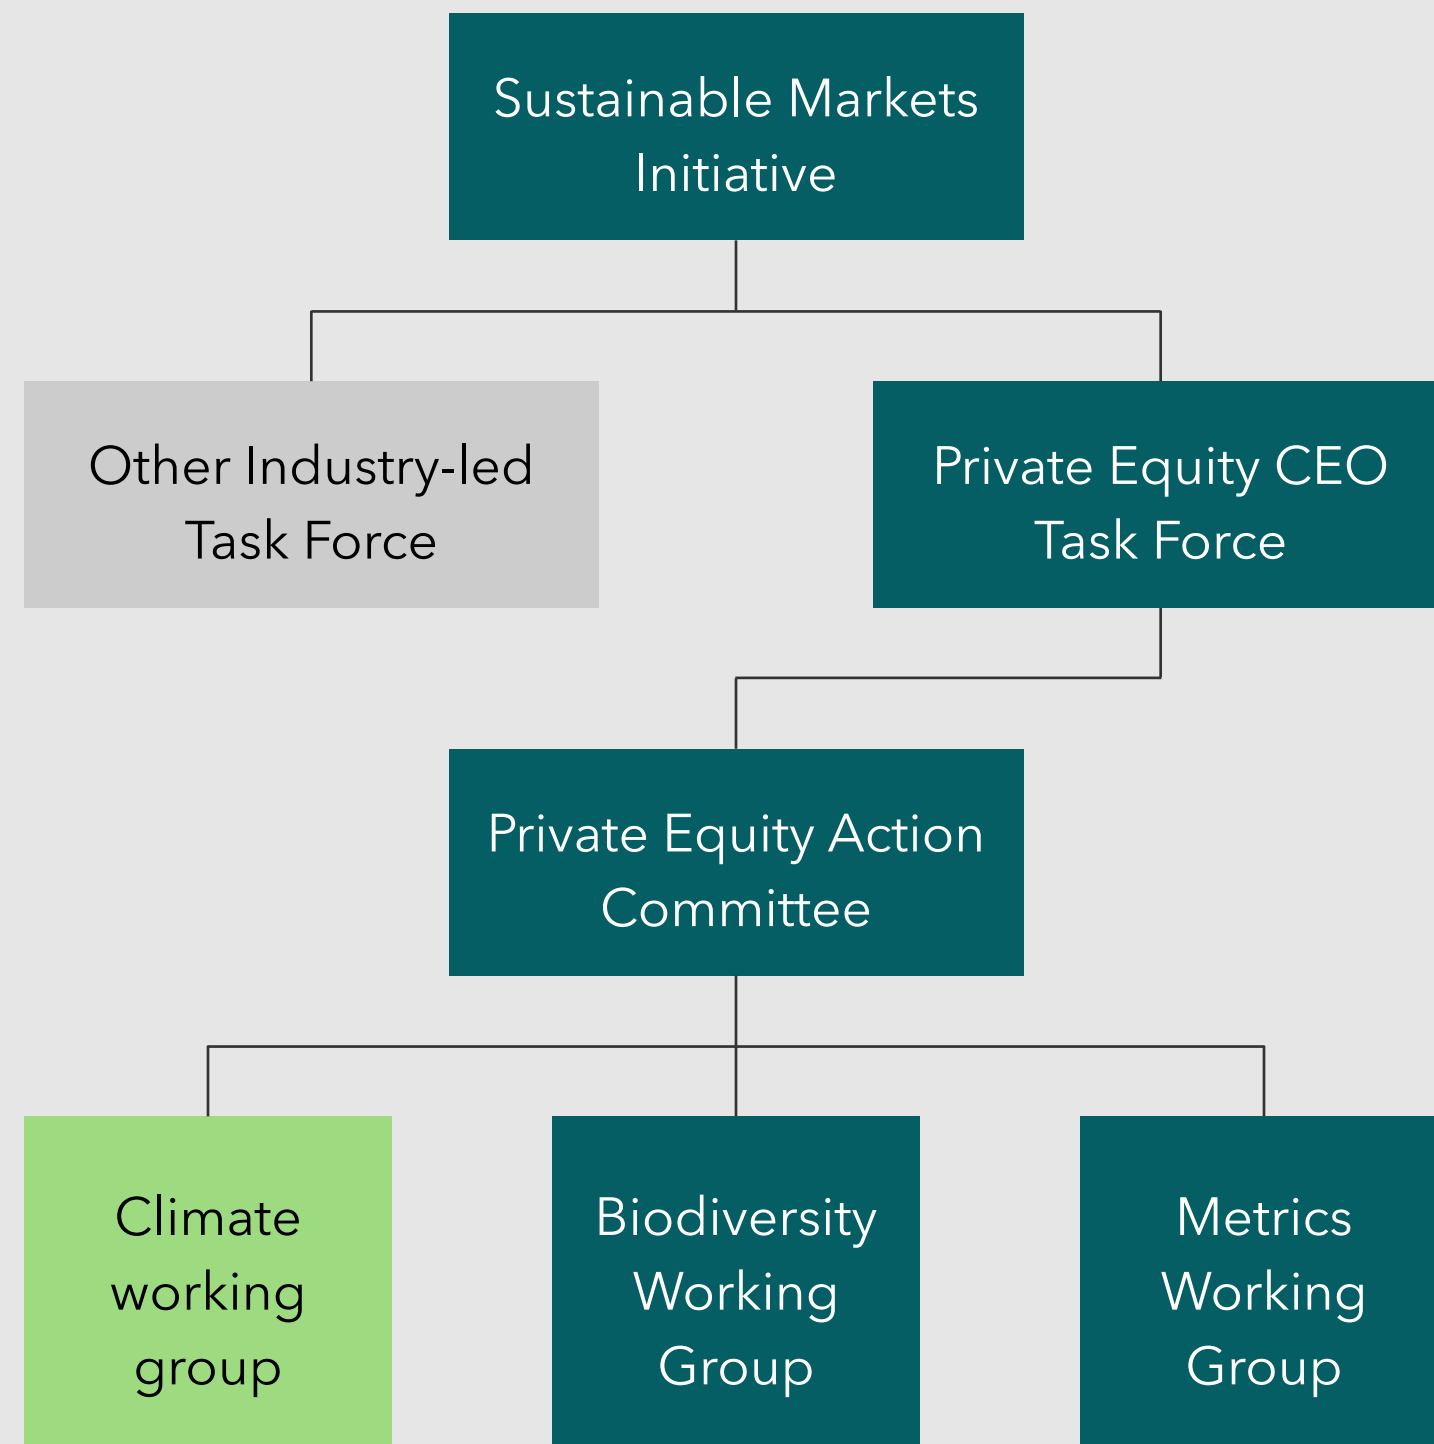 Sustainable Markets
Initiative
Other Industry-led
Task Force
Private Equity CEO
Task Force
Private Equity Action
Committee
Climate
working
group
Biodiversity
Working
Group
Metrics
Working
Group